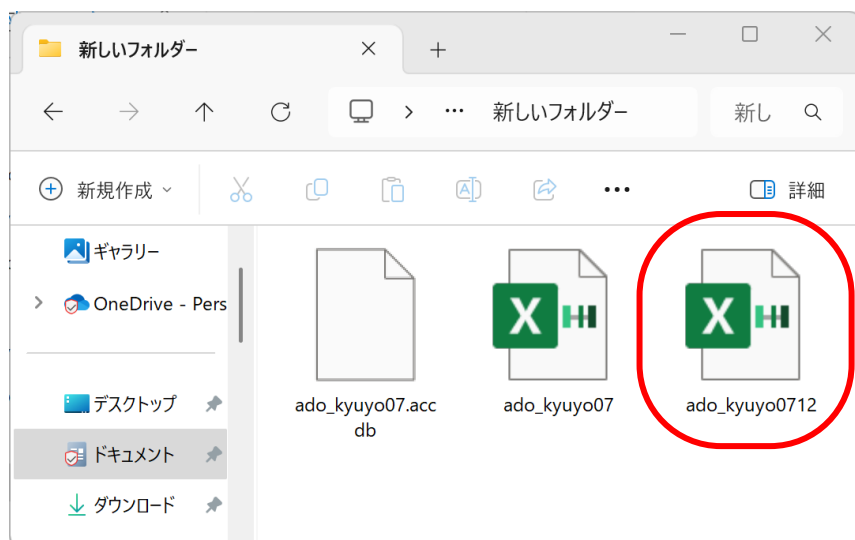 新しいフォルダー
新しいフォルダー
新し
新規作成
詳細
ギャラリー
OneDrive - Pers
デスクトップ
ドキュメント
ダウンロード
ado_kyuyo07.acc
db
ado_kyuyo07
ado_kyuyo0712